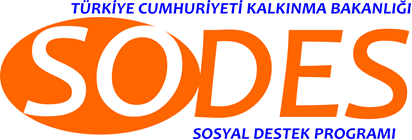 TÜRKİYE CUMHURİYETİ KALKINMA BAKANLIĞI
SODES
SOSYAL DESTEK PROGRAMI